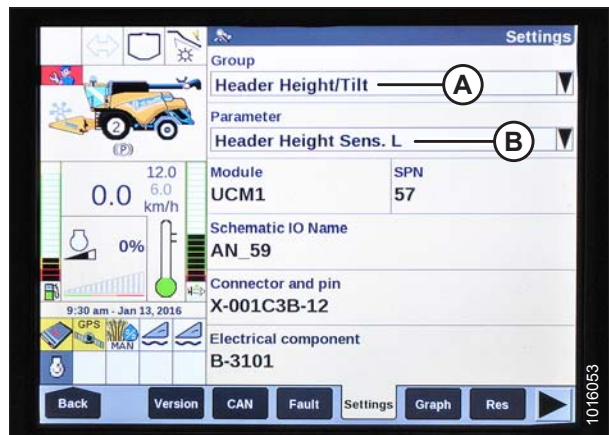 Settings
Group
Header Height/Tilt
A
Parameter
Header Height Sens. L
B
Module
UCM1
SPN
57
Schematic IO Name
AN_59
Connector and pin
X-001C3B-12
Electrical component
B-3101
2
(P)
12.0
0.0
6.0
km/h
0%
9:30 am - Jan 13, 2016
GPS
MAN
Back
Version
CAN
Fault
Settings
Graph
Res
1016053